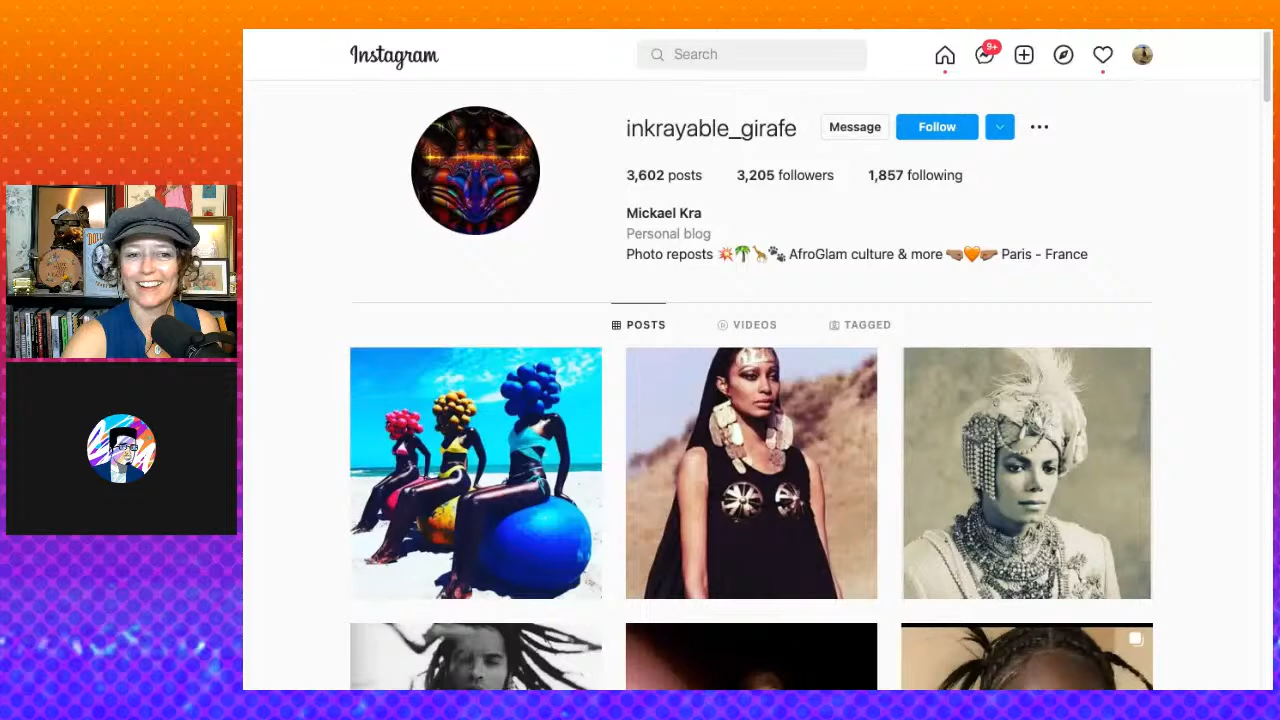 Instagram
Search
9+
inkrayable_girafe
Message
Follow
3,602 posts
3,205 followers
1,857 following
Mickael Kra
Personal blog
Photo reposts 💥🌴🦒🐾 AfroGlam culture & more 🤜🏾🧡🤛🏾 Paris - France
POSTS
VIDEOS
TAGGED